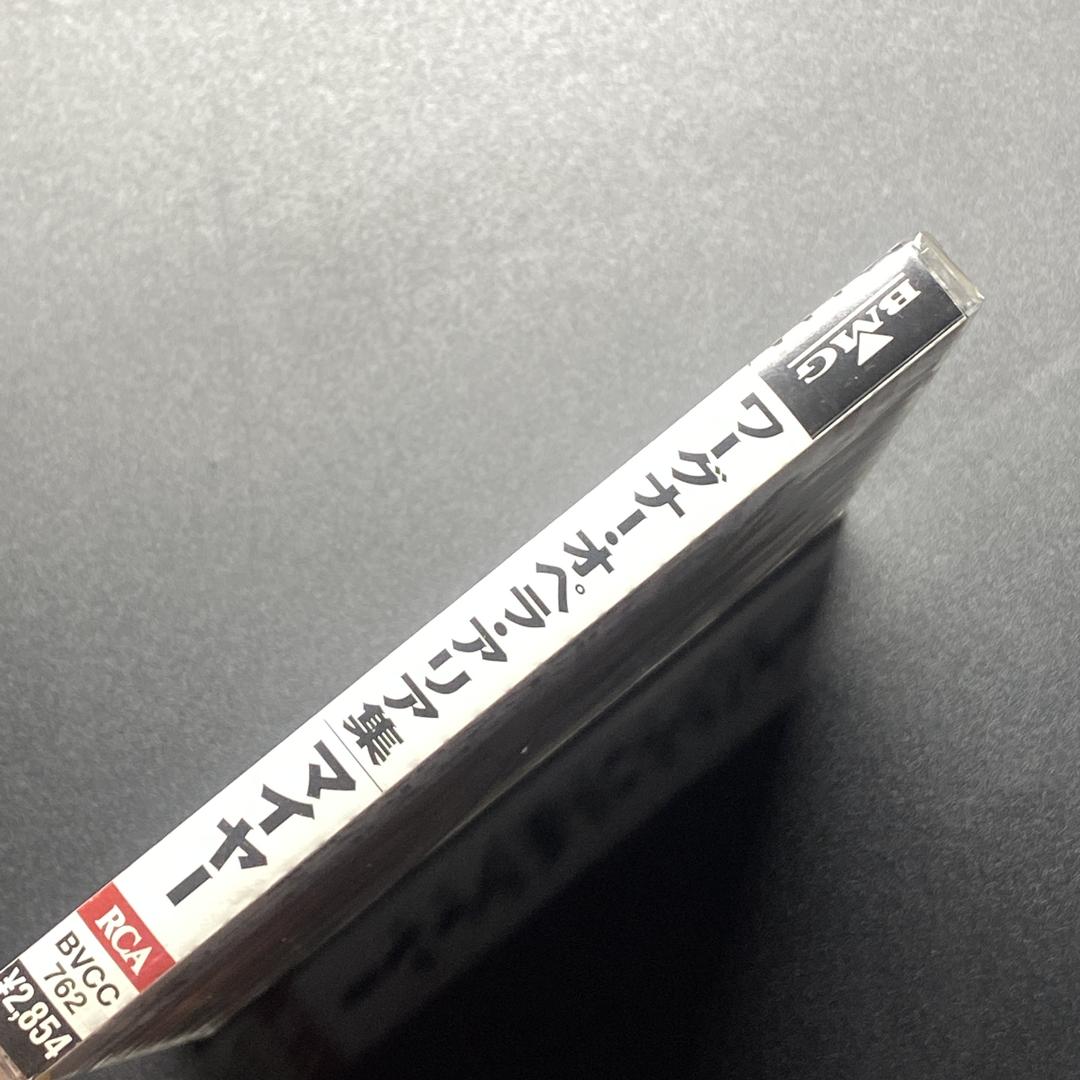 BMG
ワーグナー・オペラ・アリア集
マイヤー
RCA
BVCC
762
¥2,854